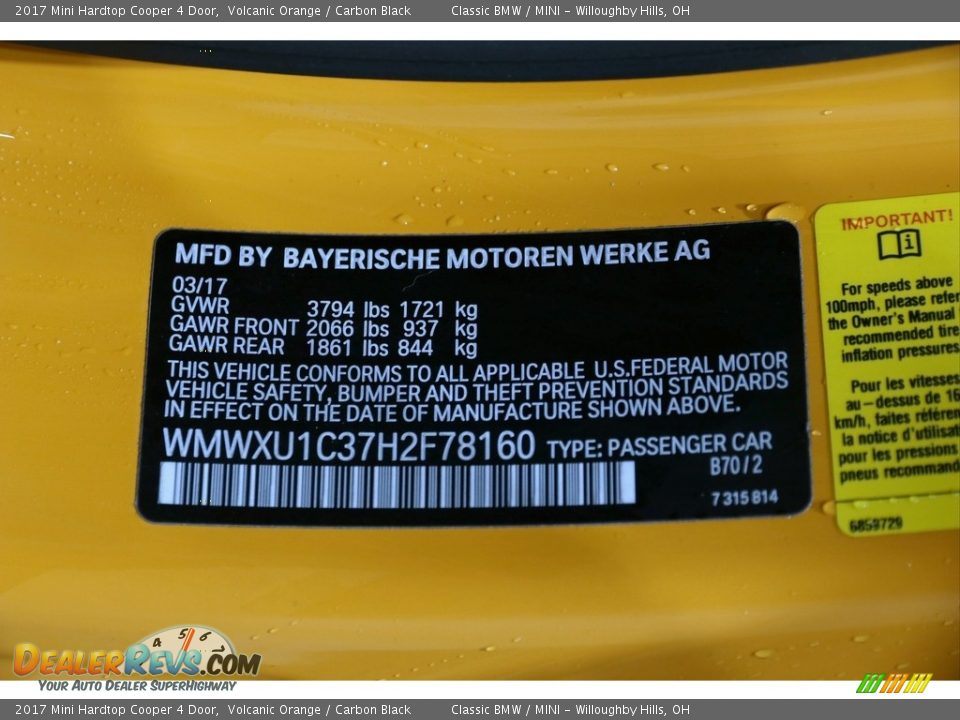 2017 Mini Hardtop Cooper 4 Door, Volcanic Orange / Carbon Black Classic BMW / MINI - Willoughby Hills, OH
MFD BY BAYERISCHE MOTOREN WERKE AG
03/17
GVWR 3794 lbs 1721 kg
GAWR FRONT 2066 lbs 937 kg
GAWR REAR 1861 lbs 844 kg
THIS VEHICLE CONFORMS TO ALL APPLICABLE U.S.FEDERAL MOTOR
VEHICLE SAFETY, BUMPER AND THEFT PREVENTION STANDARDS
IN EFFECT ON THE DATE OF MANUFACTURE SHOWN ABOVE.
WMWXU1C37H2F78160 TYPE: PASSENGER CAR
B70/2
7 315 814
IMPORTANT!
For speeds above
100mph, please refer
the Owner's Manual
recommended tire
inflation pressures
Pour les vitesses
au-dessus de 16
km/h, faites référen
la notice d'utilisat
pour les pressions
pneus recommand
6859729
4 5 6
DEALERREVS.COM
YOUR AUTO DEALER SUPERHIGHWAY
2017 Mini Hardtop Cooper 4 Door, Volcanic Orange / Carbon Black Classic BMW / MINI - Willoughby Hills, OH